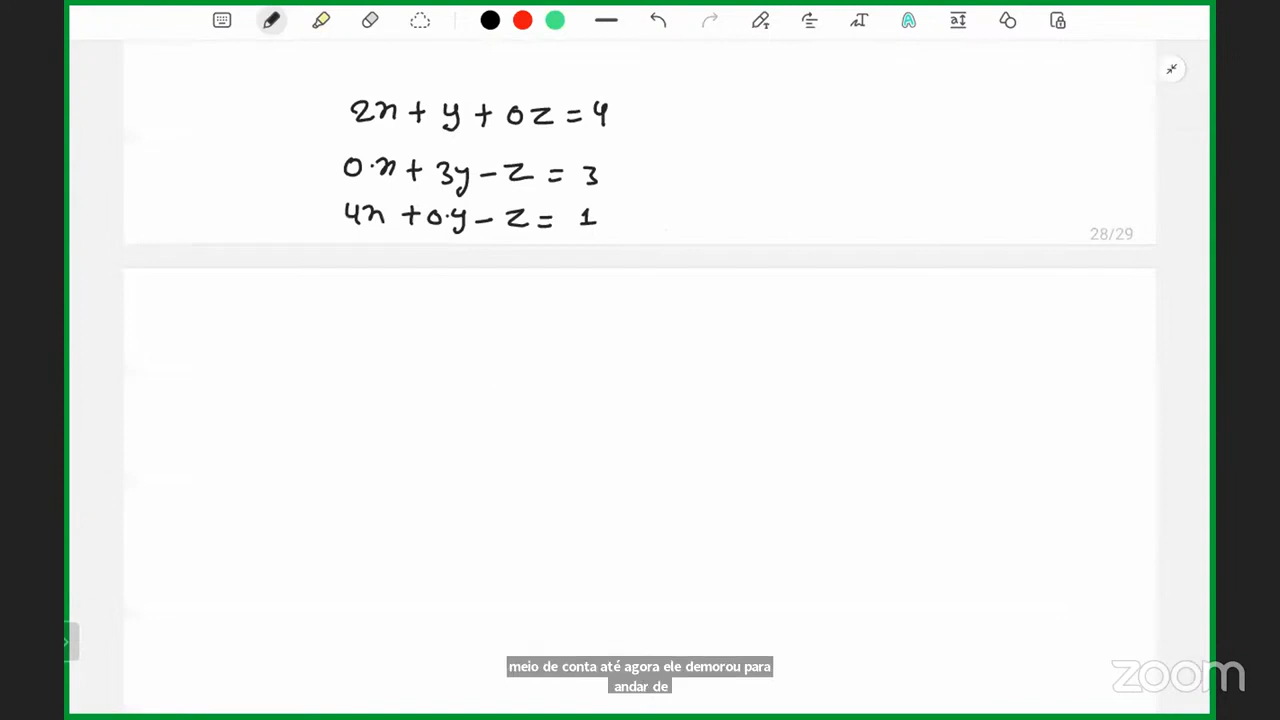 2x + y + 0z = 4
0·x + 3y - z = 3
4x + 0·y - z = 1
28/29
meio de conta até agora ele demorou para
andar de
zoom